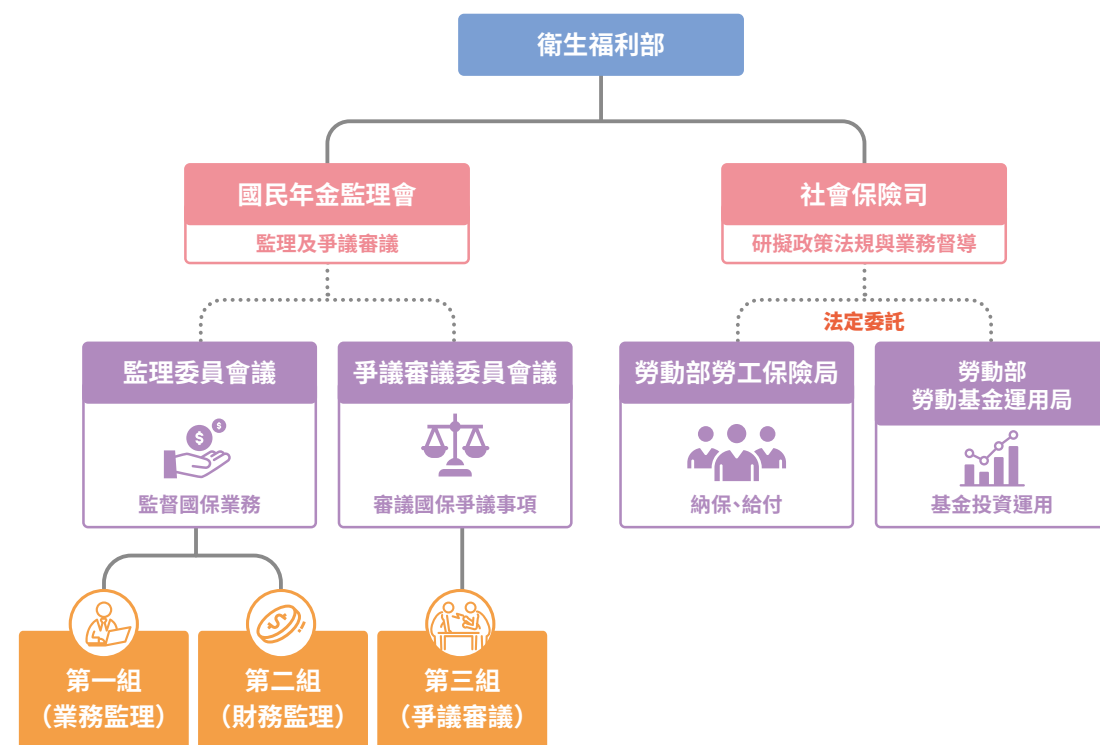 衛生福利部
國民年金監理會
監理及爭議審議
社會保險司
研擬政策法規與業務督導
法定委託
監理委員會議
監督國保業務
爭議審議委員會議
審議國保爭議事項
勞動部勞工保險局
納保、給付
勞動部
勞動基金運用局
基金投資運用
第一組
（業務監理）
第二組
（財務監理）
第三組
（爭議審議）